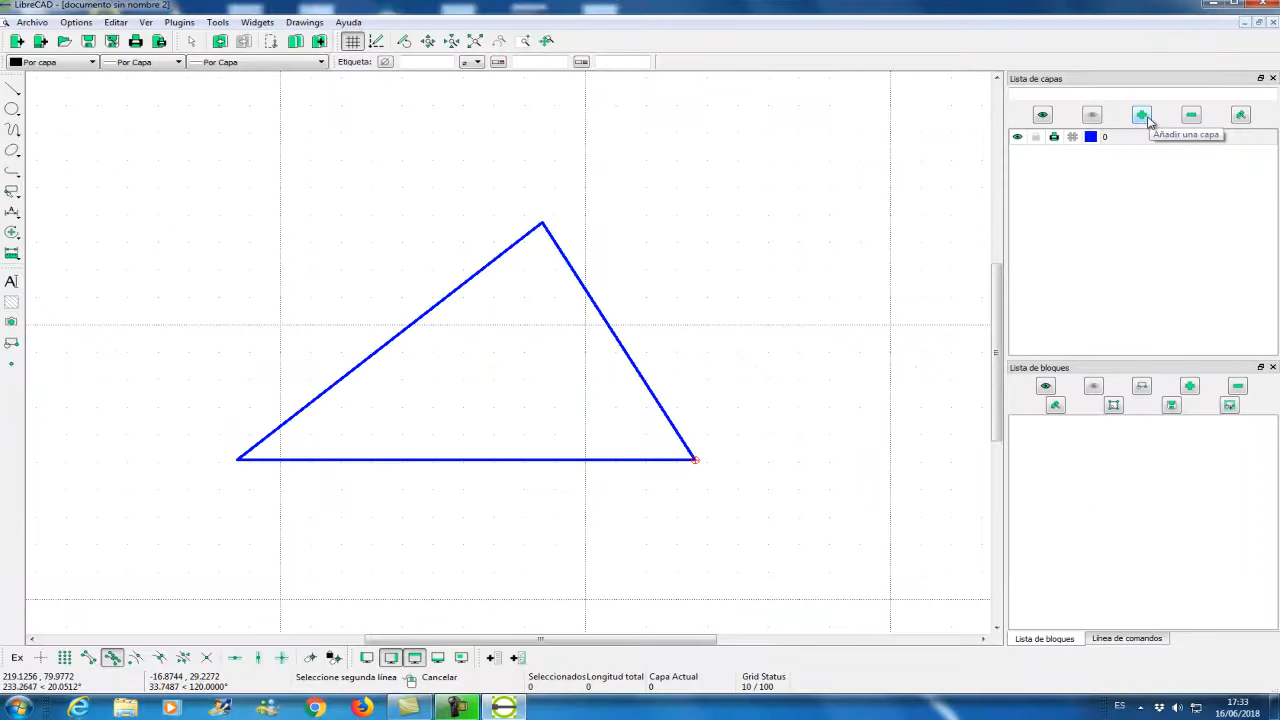 LibreCAD - [documento sin nombre 2]
Archivo Options Editar Ver Plugins Tools Widgets Drawings Ayuda
Por capa Por Capa Por Capa Etiqueta:
Lista de capas
0
Añadir una capa
Lista de bloques
Lista de bloques Línea de comandos
Ex
219.1256 , 79.9772
233.2647 < 20.0512°
-16.8744 , 29.2272
33.7487 < 120.0000°
Seleccione segunda línea Cancelar
Seleccionados Longitud total
0 0
Capa Actual
0
Grid Status
10 / 100
ES
17:33
16/06/2018